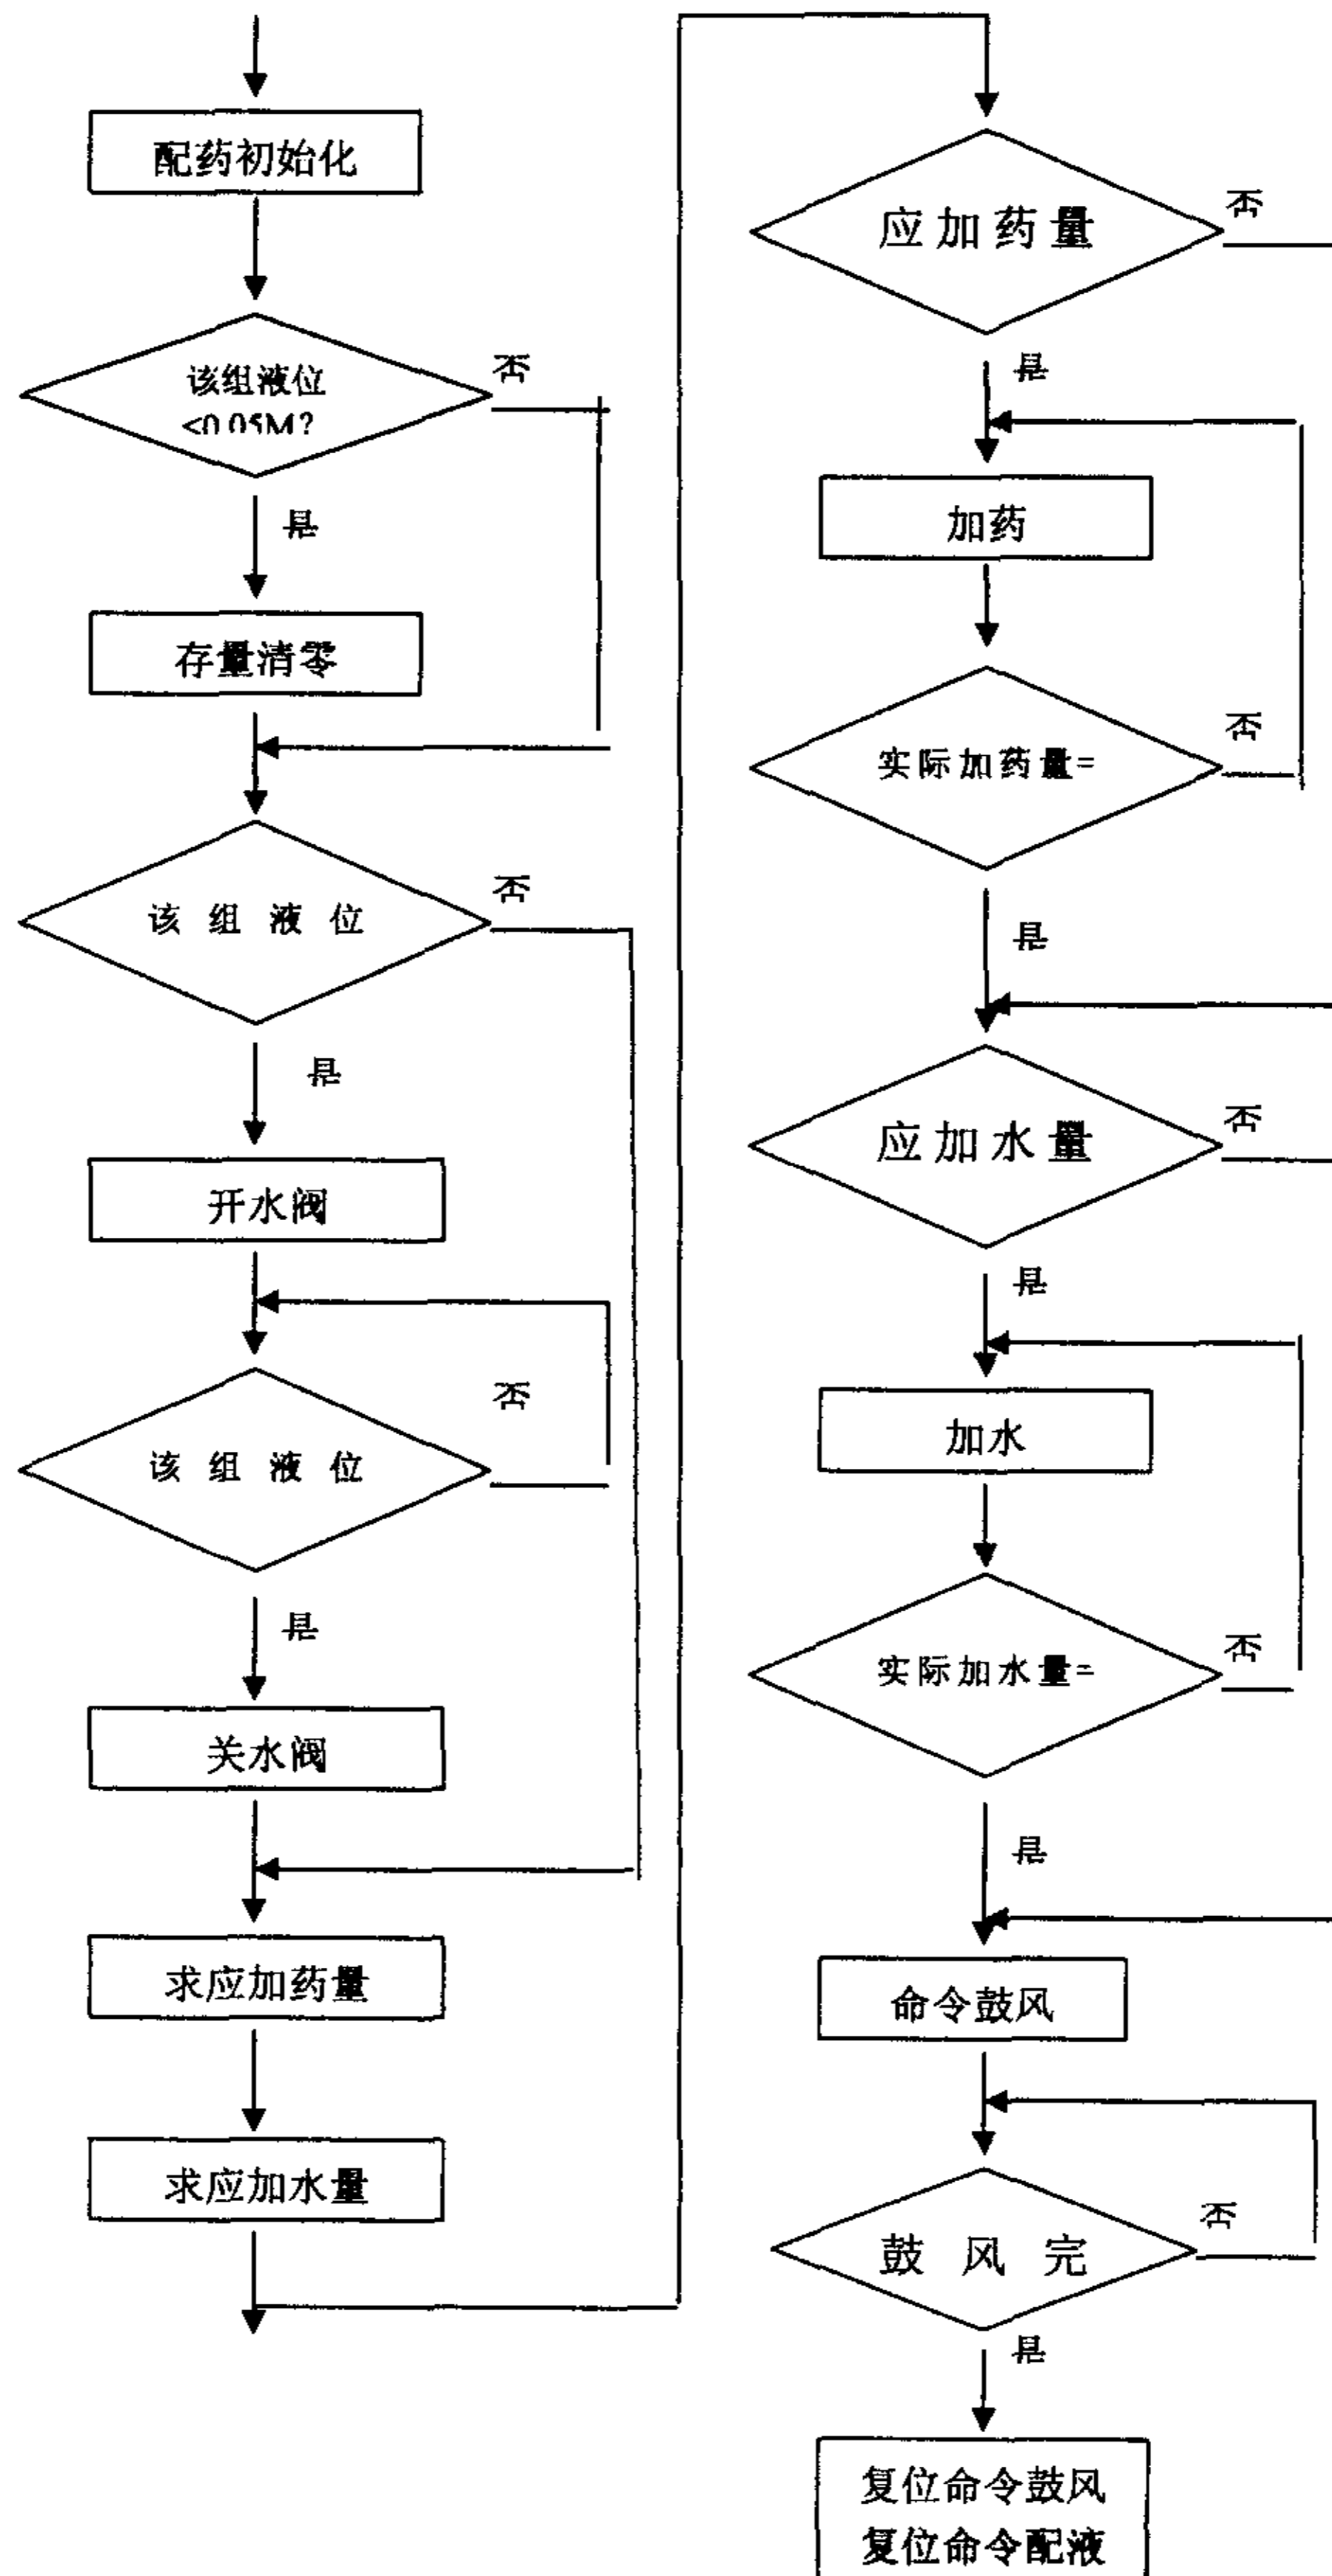 配药初始化
该组液位
<0.05M?
否
是
存量清零
该组液位
否
是
开水阀
该组液位
否
是
关水阀
求应加药量
求应加水量
应加药量
否
是
加药
实际加药量=
否
是
应加水量
否
是
加水
实际加水量=
否
是
命令鼓风
鼓风完
否
是
复位命令鼓风
复位命令配液